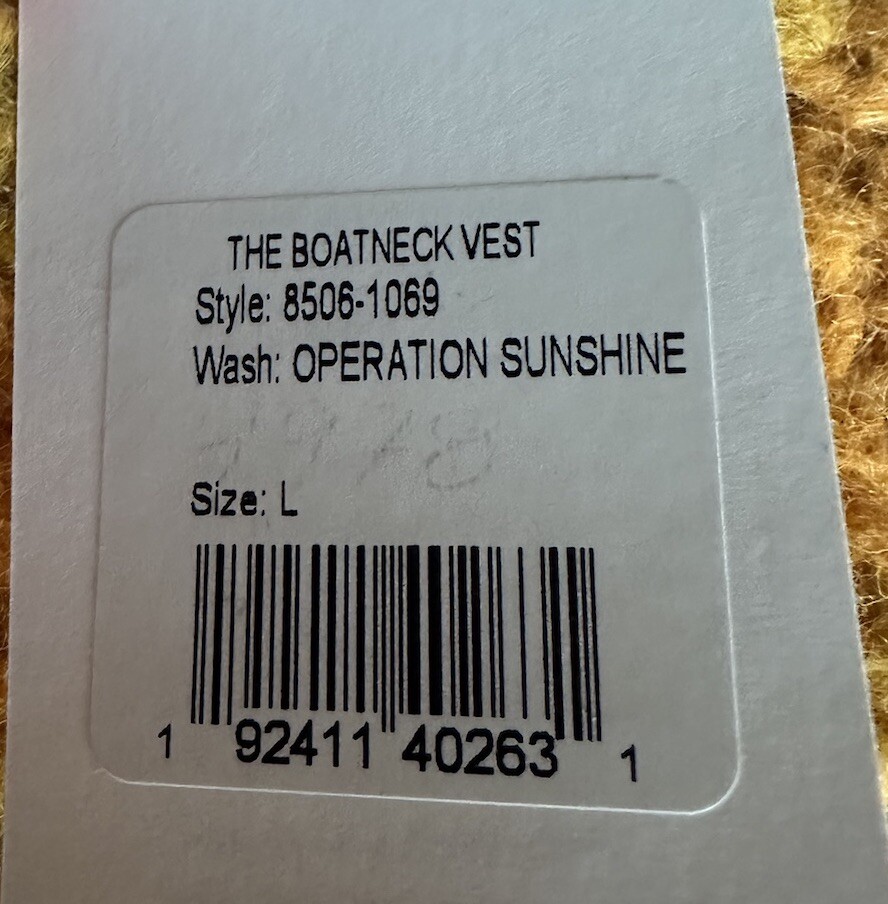 THE BOATNECK VEST
Style: 8506-1069
Wash: OPERATION SUNSHINE
Size: L
1 92411 40263 1